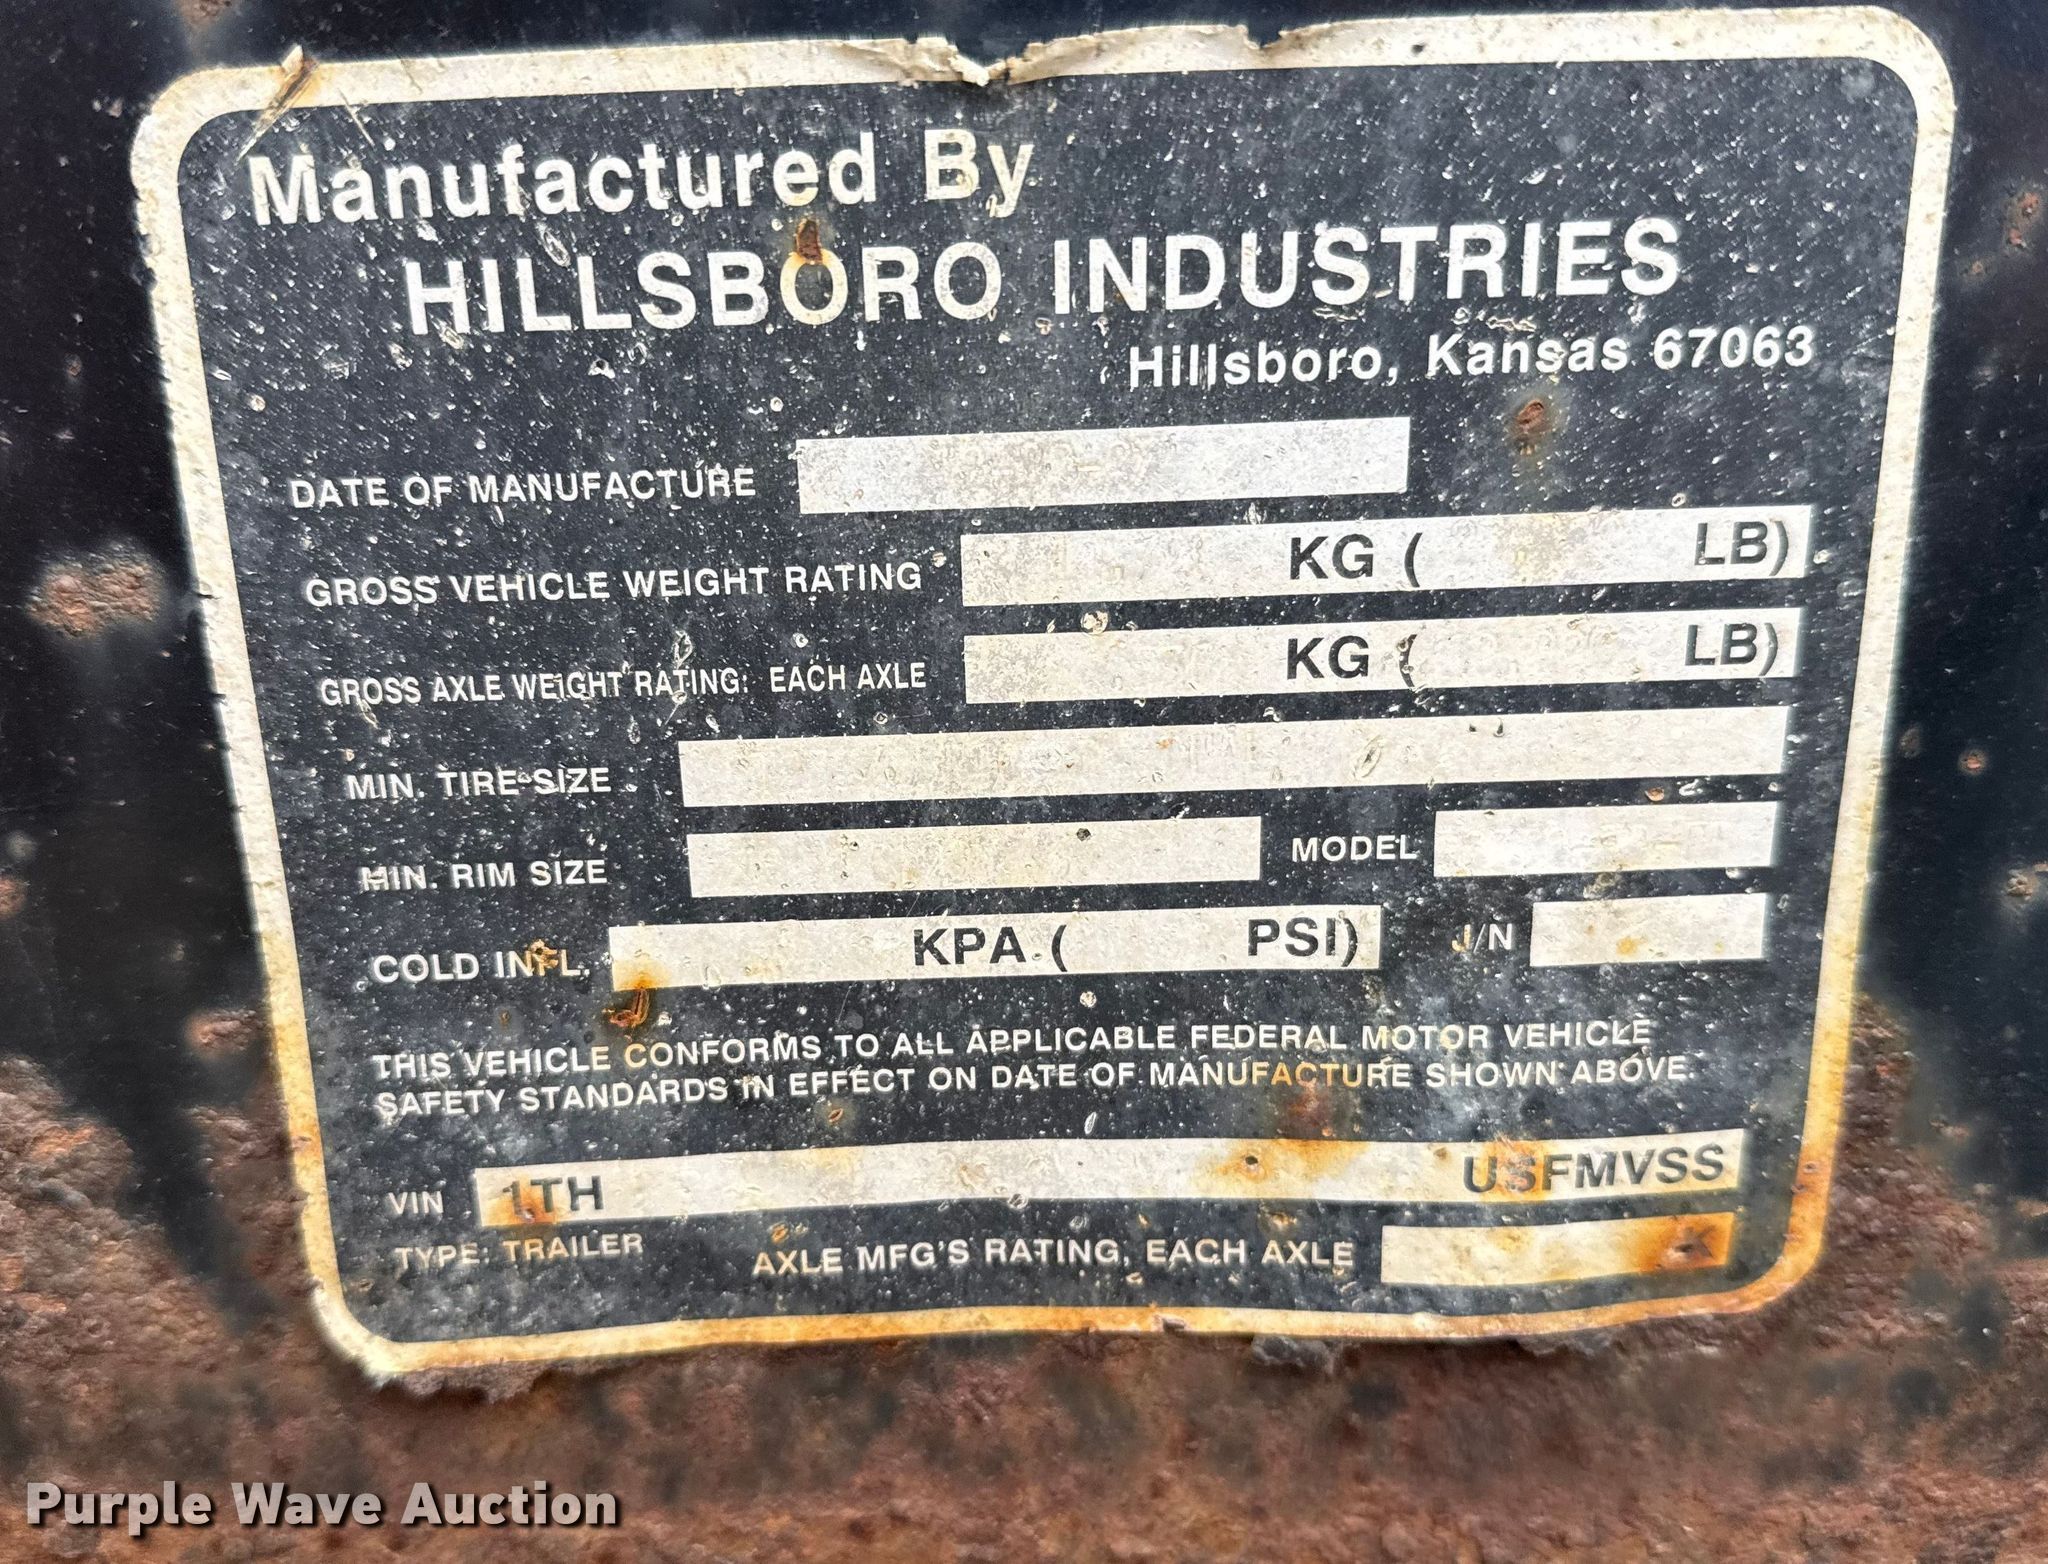 Manufactured By
HILLSBORO INDUSTRIES
Hillsboro, Kansas 67063
DATE OF MANUFACTURE
GROSS VEHICLE WEIGHT RATING KG ( LB)
GROSS AXLE WEIGHT RATING: EACH AXLE KG ( LB)
MIN. TIRE SIZE
MIN. RIM SIZE MODEL
COLD INFL. KPA ( PSI) J/N
THIS VEHICLE CONFORMS TO ALL APPLICABLE FEDERAL MOTOR VEHICLE
SAFETY STANDARDS IN EFFECT ON DATE OF MANUFACTURE SHOWN ABOVE.
VIN 1TH USFMVSS
TYPE: TRAILER AXLE MFG'S RATING, EACH AXLE K
Purple Wave Auction